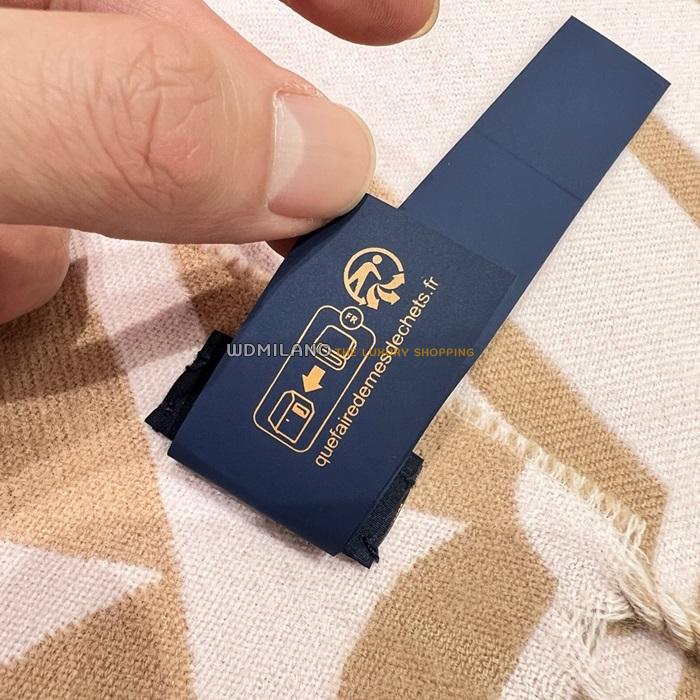 FR
quefairedemesdechets.fr
WDMILANO THE LUXURY SHOPPING